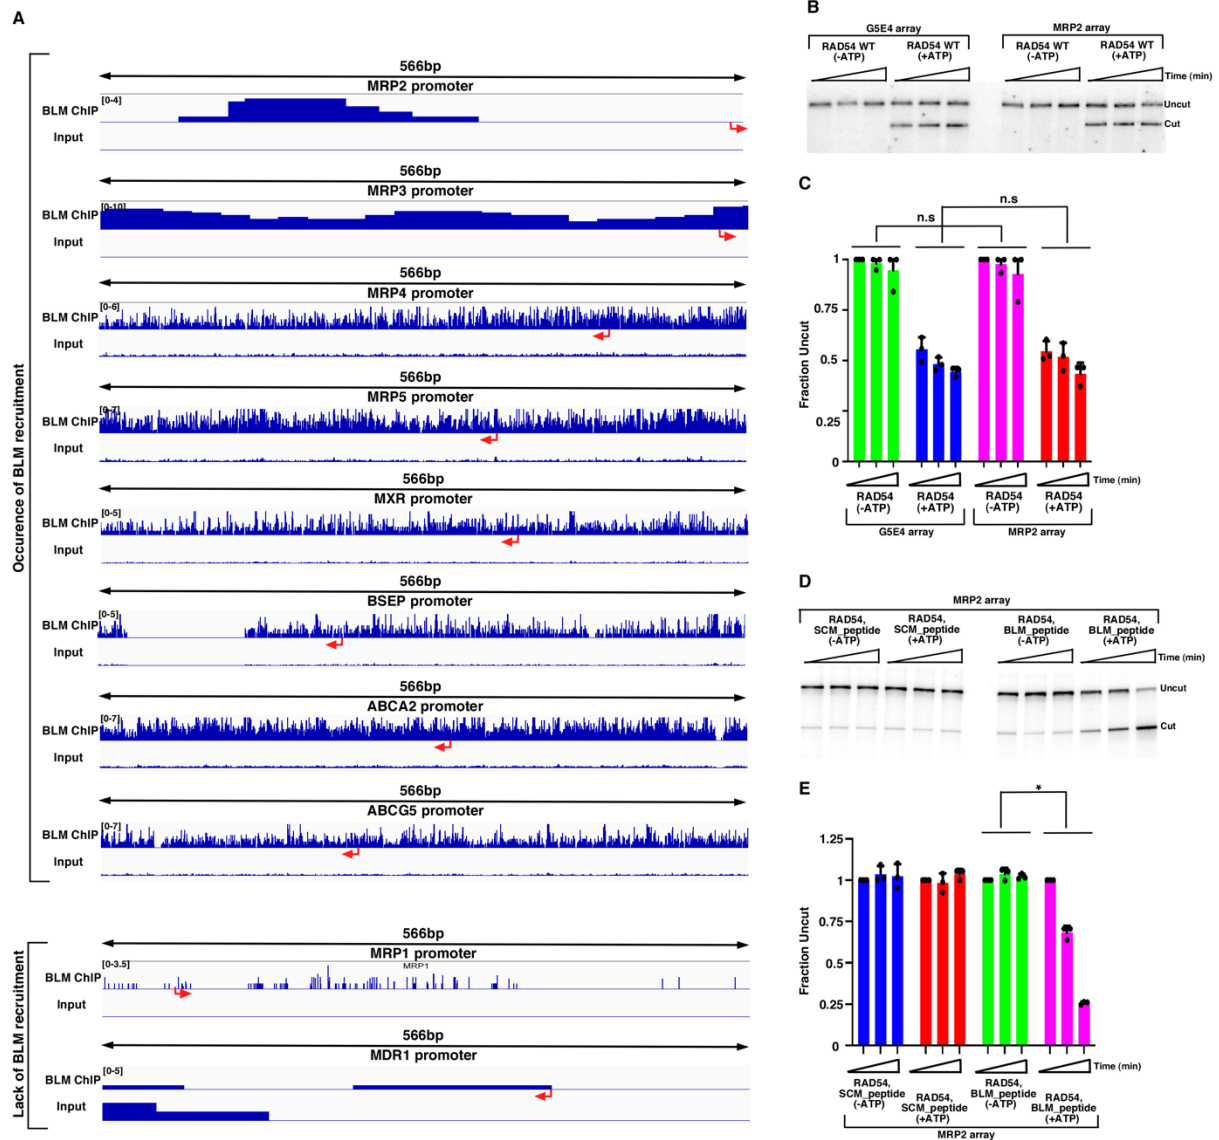 A
Occurence of BLM recruitment
566bp
MRP2 promoter
[0-4]
BLM ChIP
Input
566bp
MRP3 promoter
[0-10]
BLM ChIP
Input
566bp
MRP4 promoter
[0-6]
BLM ChIP
Input
566bp
MRP5 promoter
[0-7]
BLM ChIP
Input
566bp
MXR promoter
[0-5]
BLM ChIP
Input
566bp
BSEP promoter
[0-5]
BLM ChIP
Input
566bp
ABCA2 promoter
[0-7]
BLM ChIP
Input
566bp
ABCG5 promoter
[0-7]
BLM ChIP
Input
Lack of BLM recruitment
566bp
MRP1 promoter
[0-3.5]
MRP1
BLM ChIP
Input
566bp
MDR1 promoter
[0-5]
BLM ChIP
Input
B
G5E4 array
MRP2 array
RAD54 WT
(-ATP)
RAD54 WT
(+ATP)
RAD54 WT
(-ATP)
RAD54 WT
(+ATP)
Time (min)
Uncut
Cut
C
n.s
n.s
Fraction Uncut
1
0.75
0.5
0.25
0
Time (min)
RAD54
(-ATP)
RAD54
(+ATP)
RAD54
(-ATP)
RAD54
(+ATP)
G5E4 array
MRP2 array
D
MRP2 array
RAD54,
SCM_peptide
(-ATP)
RAD54,
SCM_peptide
(+ATP)
RAD54,
BLM_peptide
(-ATP)
RAD54,
BLM_peptide
(+ATP)
Time (min)
Uncut
Cut
E
*
Fraction Uncut
1.25
1
0.75
0.5
0.25
0
Time (min)
RAD54,
SCM_peptide
(-ATP)
RAD54,
SCM_peptide
(+ATP)
RAD54,
BLM_peptide
(-ATP)
RAD54,
BLM_peptide
(+ATP)
MRP2 array